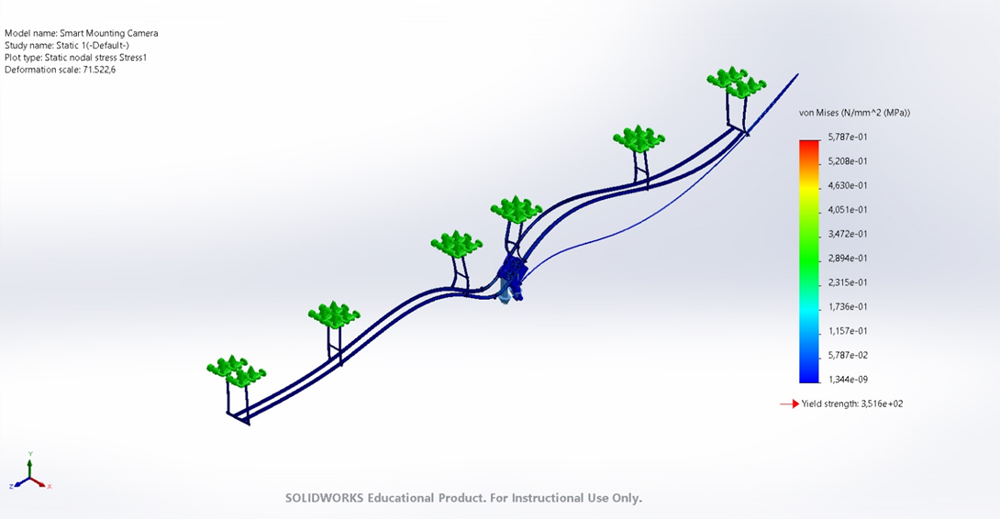 Model name: Smart Mounting Camera
Study name: Static 1(-Default-)
Plot type: Static nodal stress Stress1
Deformation scale: 71.522,6
von Mises (N/mm^2 (MPa))
5,787e-01
5,208e-01
4,630e-01
4,051e-01
3,472e-01
2,894e-01
2,315e-01
1,736e-01
1,157e-01
5,787e-02
1,344e-09
Yield strength: 3,516e+02
Y
Z
X
SOLIDWORKS Educational Product. For Instructional Use Only.